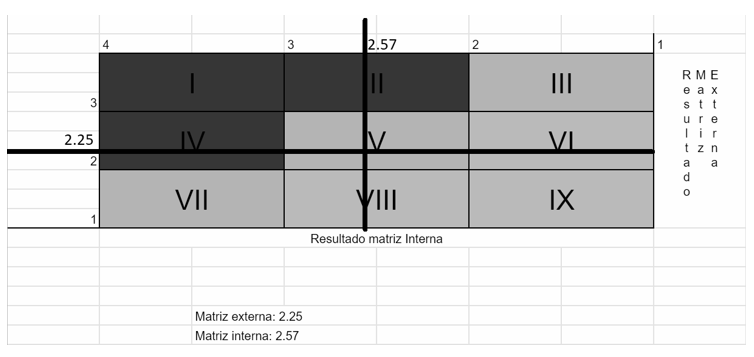 4 3 2.57 2 1
I II III
3
2.25 IV V VI
2
VII VIII IX
1
Resultado
Matriz
Externa
Resultado matriz Interna
Matriz externa: 2.25
Matriz interna: 2.57